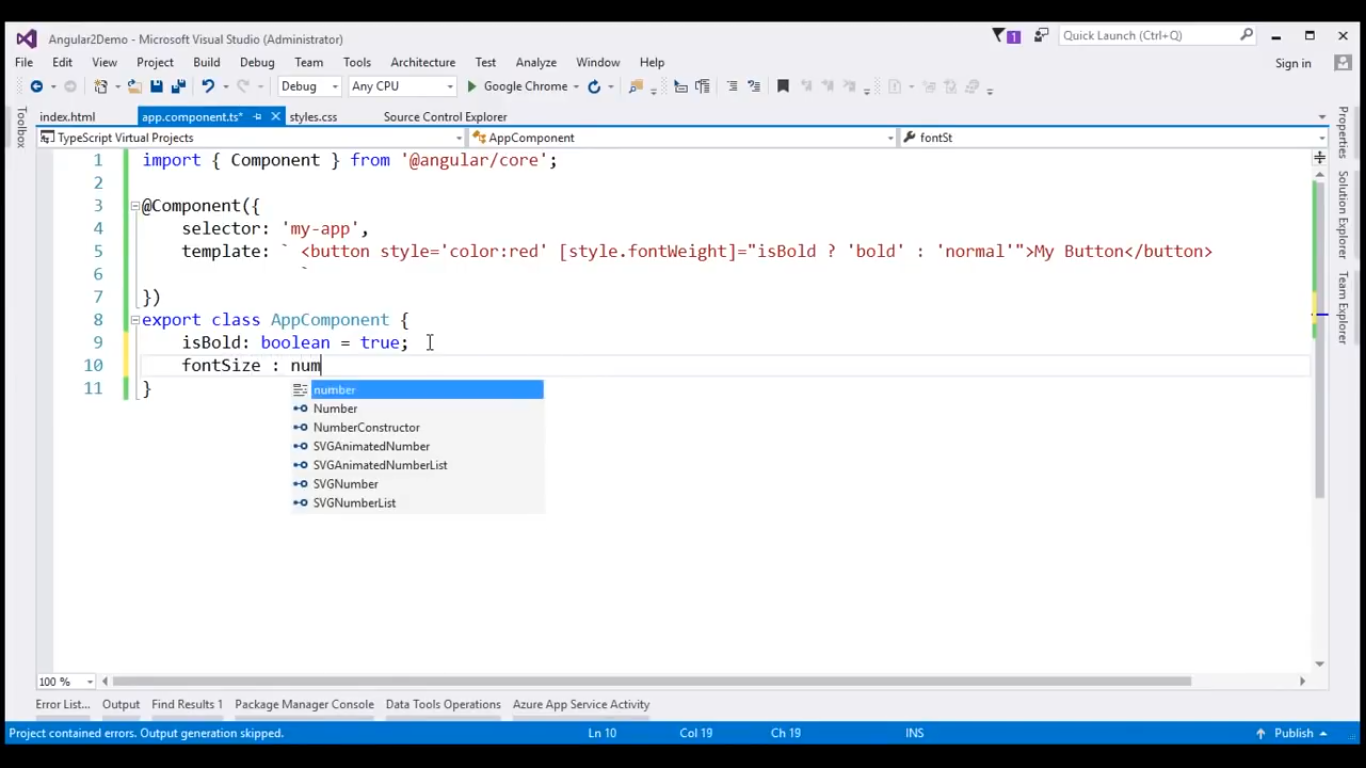 Angular2Demo - Microsoft Visual Studio (Administrator)
1
Quick Launch (Ctrl+Q)
File Edit View Project Build Debug Team Tools Architecture Test Analyze Window Help
Sign in
Debug Any CPU Google Chrome
index.html app.component.ts* styles.css Source Control Explorer
TypeScript Virtual Projects AppComponent fontSt
Toolbox
Properties
Solution Explorer
Team Explorer
1 import { Component } from '@angular/core';
2
3 @Component({
4 selector: 'my-app',
5 template: ` <button style='color:red' [style.fontWeight]="isBold ? 'bold' : 'normal'">My Button</button>
6 `
7 })
8 export class AppComponent {
9 isBold: boolean = true;
10 fontSize : num
11 }
number
Number
NumberConstructor
SVGAnimatedNumber
SVGAnimatedNumberList
SVGNumber
SVGNumberList
100 %
Error List... Output Find Results 1 Package Manager Console Data Tools Operations Azure App Service Activity
Project contained errors. Output generation skipped. Ln 10 Col 19 Ch 19 INS Publish